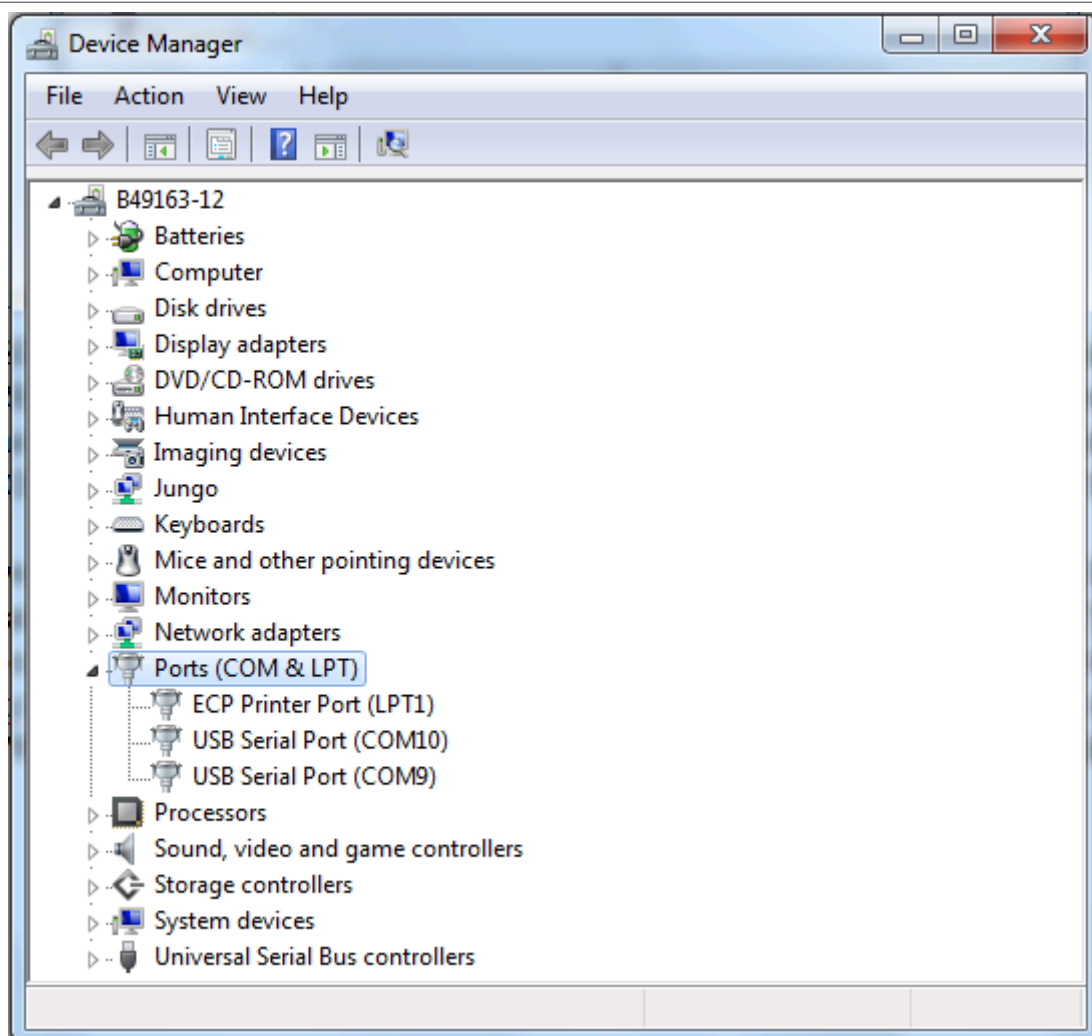 Device Manager
File Action View Help
B49163-12
Batteries
Computer
Disk drives
Display adapters
DVD/CD-ROM drives
Human Interface Devices
Imaging devices
Jungo
Keyboards
Mice and other pointing devices
Monitors
Network adapters
Ports (COM & LPT)
ECP Printer Port (LPT1)
USB Serial Port (COM10)
USB Serial Port (COM9)
Processors
Sound, video and game controllers
Storage controllers
System devices
Universal Serial Bus controllers